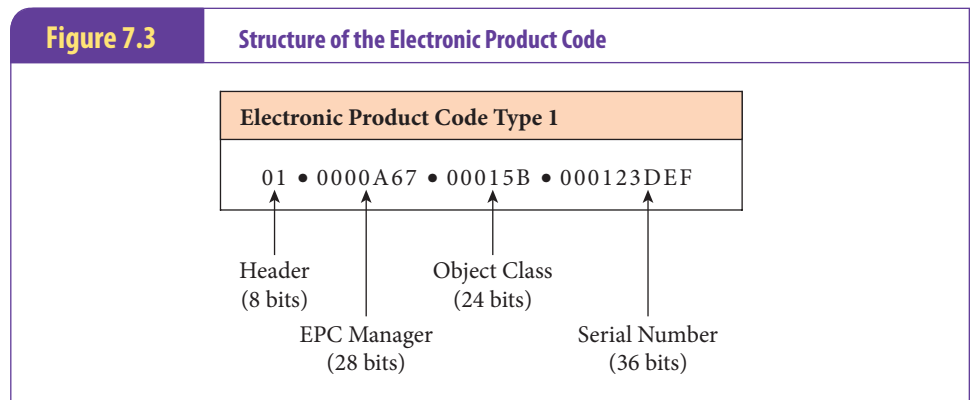 Figure 7.3 Structure of the Electronic Product Code
Electronic Product Code Type 1
01 • 0000A67 • 00015B • 000123DEF
Header
(8 bits)
Object Class
(24 bits)
EPC Manager
(28 bits)
Serial Number
(36 bits)